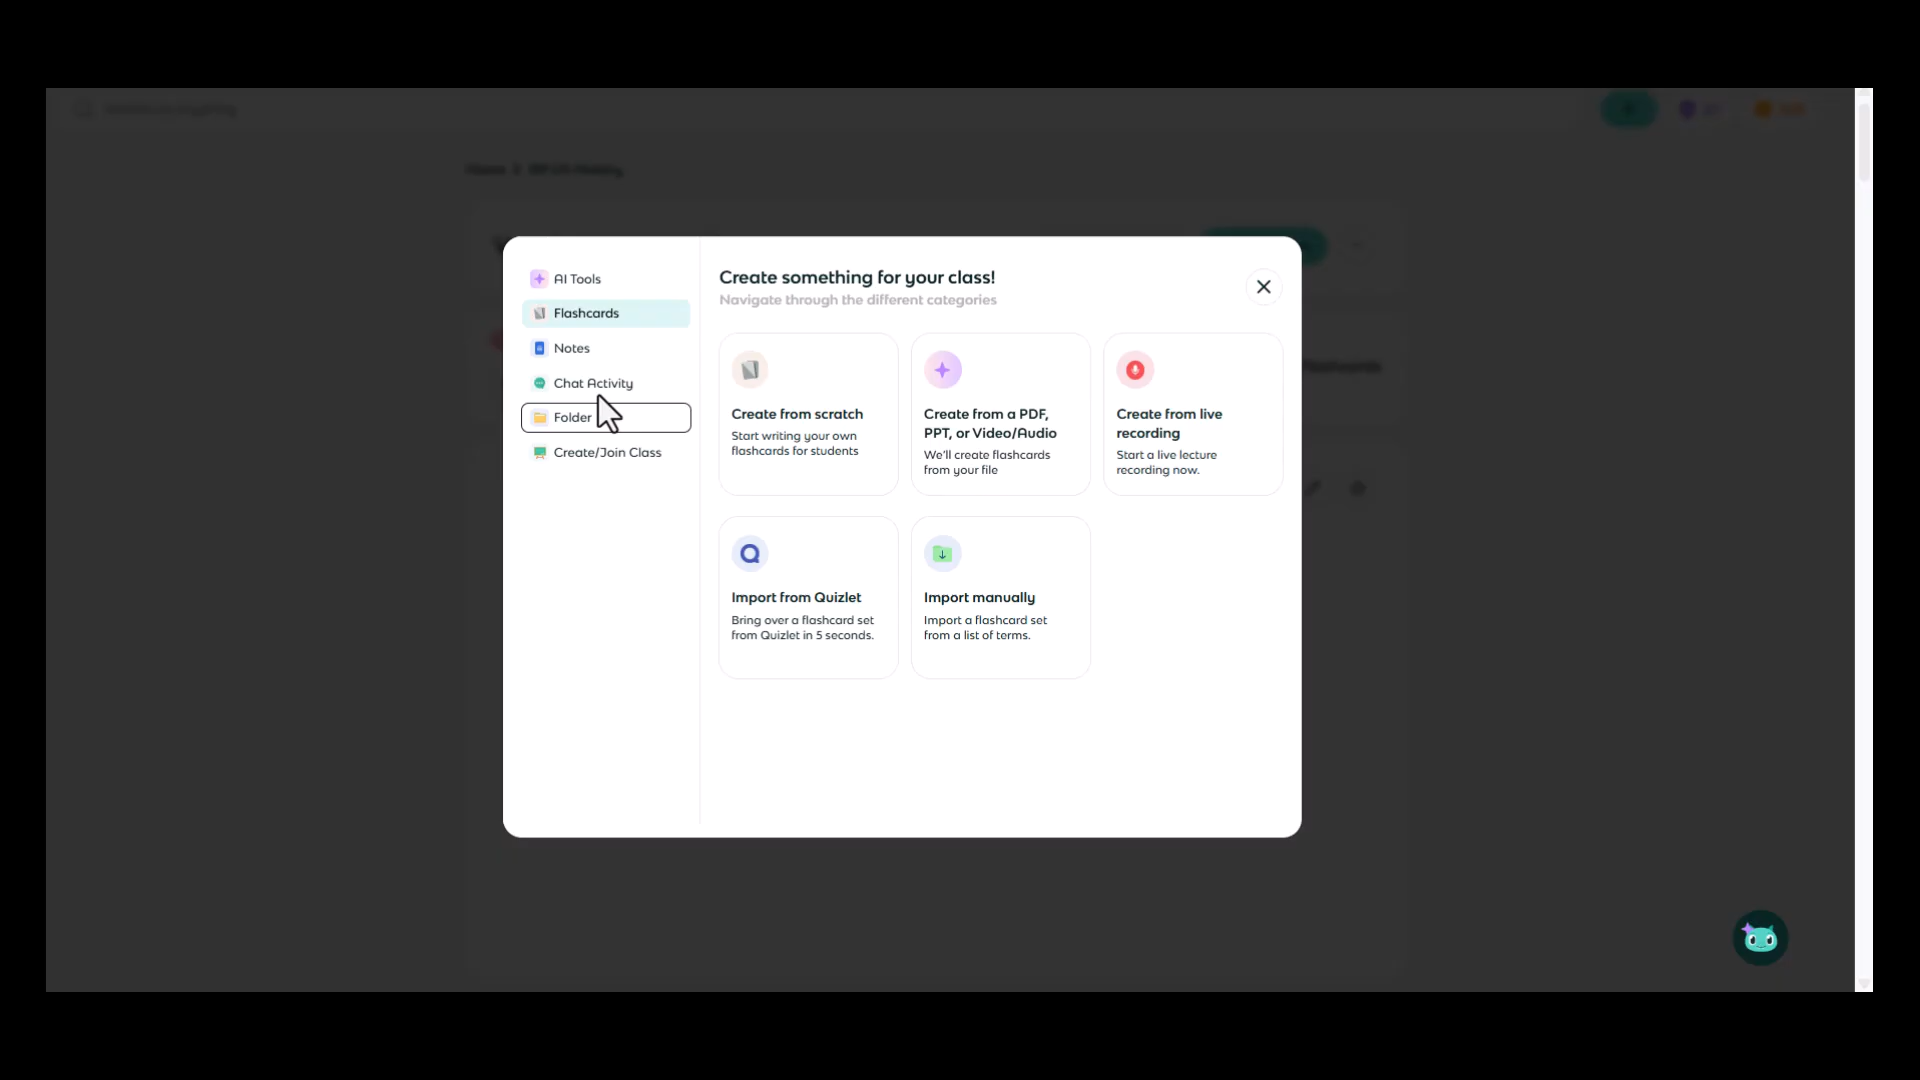 AI Tools
Flashcards
Notes
Chat Activity
Folder
Create/Join Class
Create something for your class!
Navigate through the different categories
Create from scratch
Start writing your own
flashcards for students
Create from a PDF,
PPT, or Video/Audio
We'll create flashcards
from your file
Create from live
recording
Start a live lecture
recording now.
Import from Quizlet
Bring over a flashcard set
from Quizlet in 5 seconds.
Import manually
Import a flashcard set
from a list of terms.